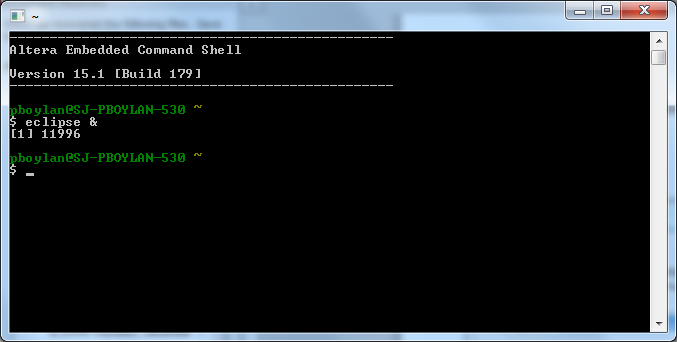 ~
------------------------------------------------
Altera Embedded Command Shell
Version 15.1 [Build 179]
------------------------------------------------
pboylan@SJ-PBOYLAN-530 ~
$ eclipse &
[1] 11996
pboylan@SJ-PBOYLAN-530 ~
$ _